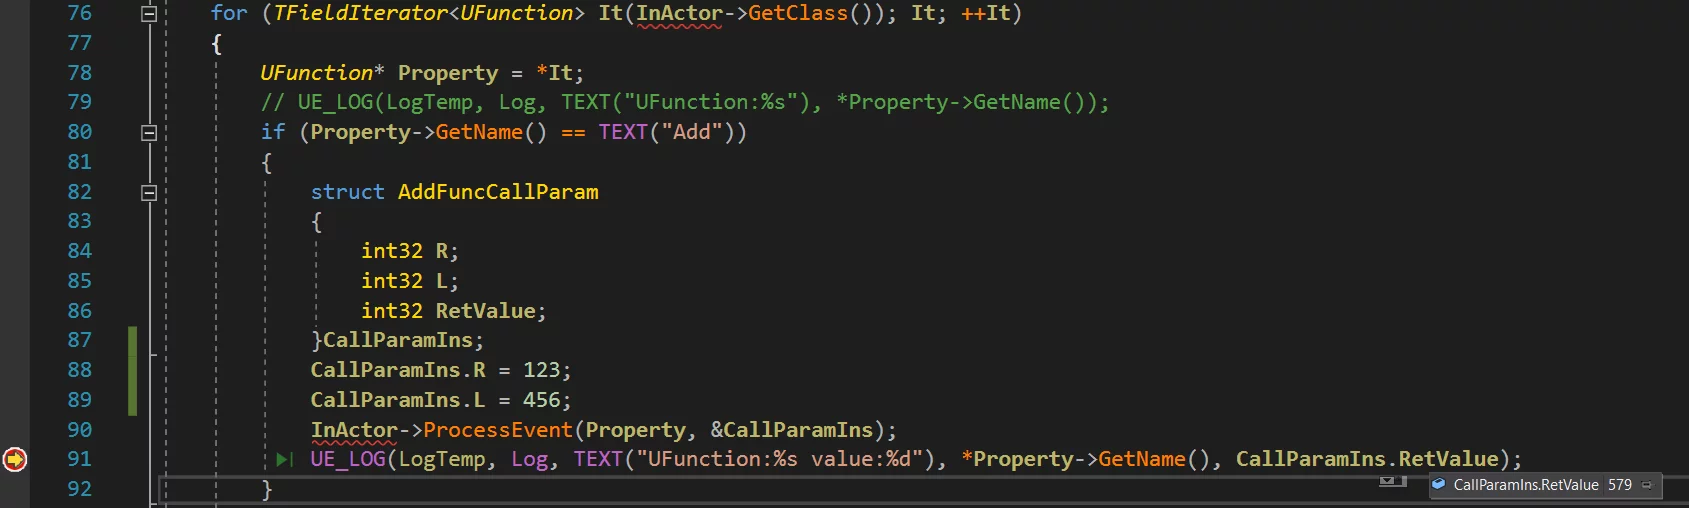 76 for (TFieldIterator<UFunction> It(InActor->GetClass()); It; ++It)
77 {
78 UFunction* Property = *It;
79 // UE_LOG(LogTemp, Log, TEXT("UFunction:%s"), *Property->GetName());
80 if (Property->GetName() == TEXT("Add"))
81 {
82 struct AddFuncCallParam
83 {
84 int32 R;
85 int32 L;
86 int32 RetValue;
87 }CallParamIns;
88 CallParamIns.R = 123;
89 CallParamIns.L = 456;
90 InActor->ProcessEvent(Property, &CallParamIns);
91 UE_LOG(LogTemp, Log, TEXT("UFunction:%s value:%d"), *Property->GetName(), CallParamIns.RetValue);
92 }
CallParamIns.RetValue 579